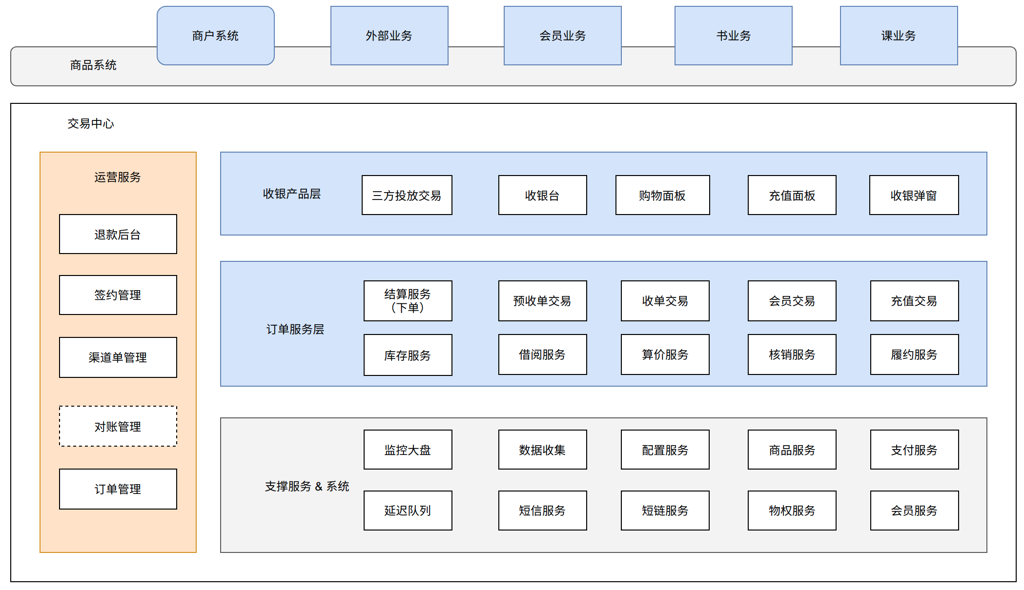 商户系统
外部业务
会员业务
书业务
课业务
商品系统
交易中心
运营服务
退款后台
签约管理
渠道单管理
对账管理
订单管理
收银产品层
三方投放交易
收银台
购物面板
充值面板
收银弹窗
订单服务层
结算服务
（下单）
预收单交易
收单交易
会员交易
充值交易
库存服务
借阅服务
算价服务
核销服务
履约服务
支撑服务 & 系统
监控大盘
数据收集
配置服务
商品服务
支付服务
延迟队列
短信服务
短链服务
物权服务
会员服务